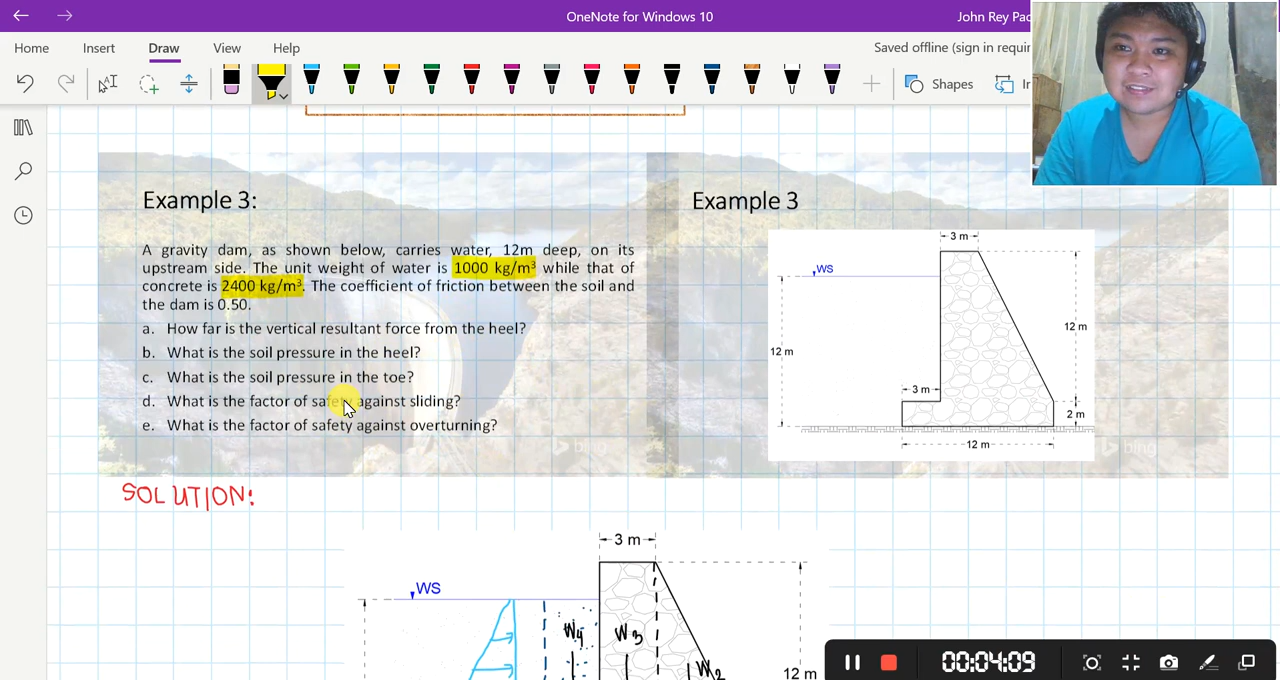 OneNote for Windows 10
John Rey Pac
Home Insert Draw View Help
Saved offline (sign in requir
Shapes
Example 3:
A gravity dam, as shown below, carries water, 12m deep, on its
upstream side. The unit weight of water is 1000 kg/m³ while that of
concrete is 2400 kg/m³. The coefficient of friction between the soil and
the dam is 0.50.
a. How far is the vertical resultant force from the heel?
b. What is the soil pressure in the heel?
c. What is the soil pressure in the toe?
d. What is the factor of safety against sliding?
e. What is the factor of safety against overturning?
bing
Example 3
3 m
WS
12 m
12 m
3 m
2 m
12 m
bing
SOLUTION:
3 m
WS
W4
W3
W2
12 m
00:04:09